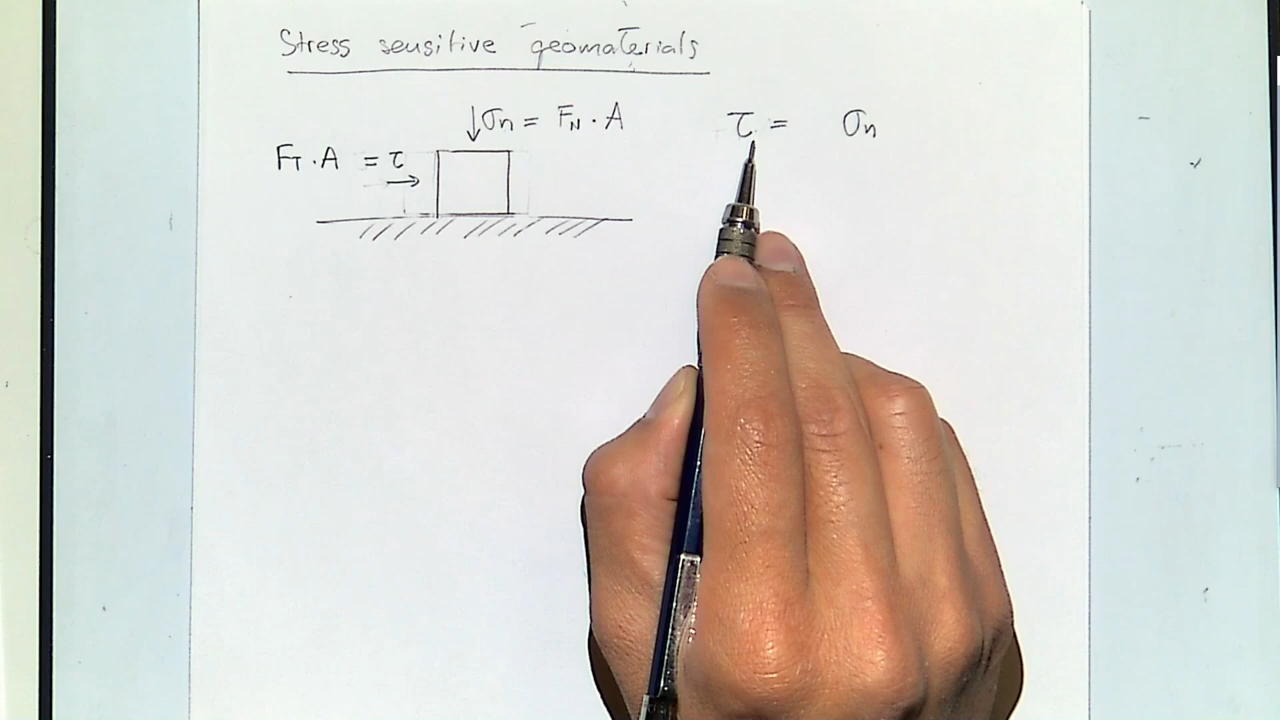 Stress sensitive geomaterials
↓σn = FN · A
τ = σn
FT · A = τ